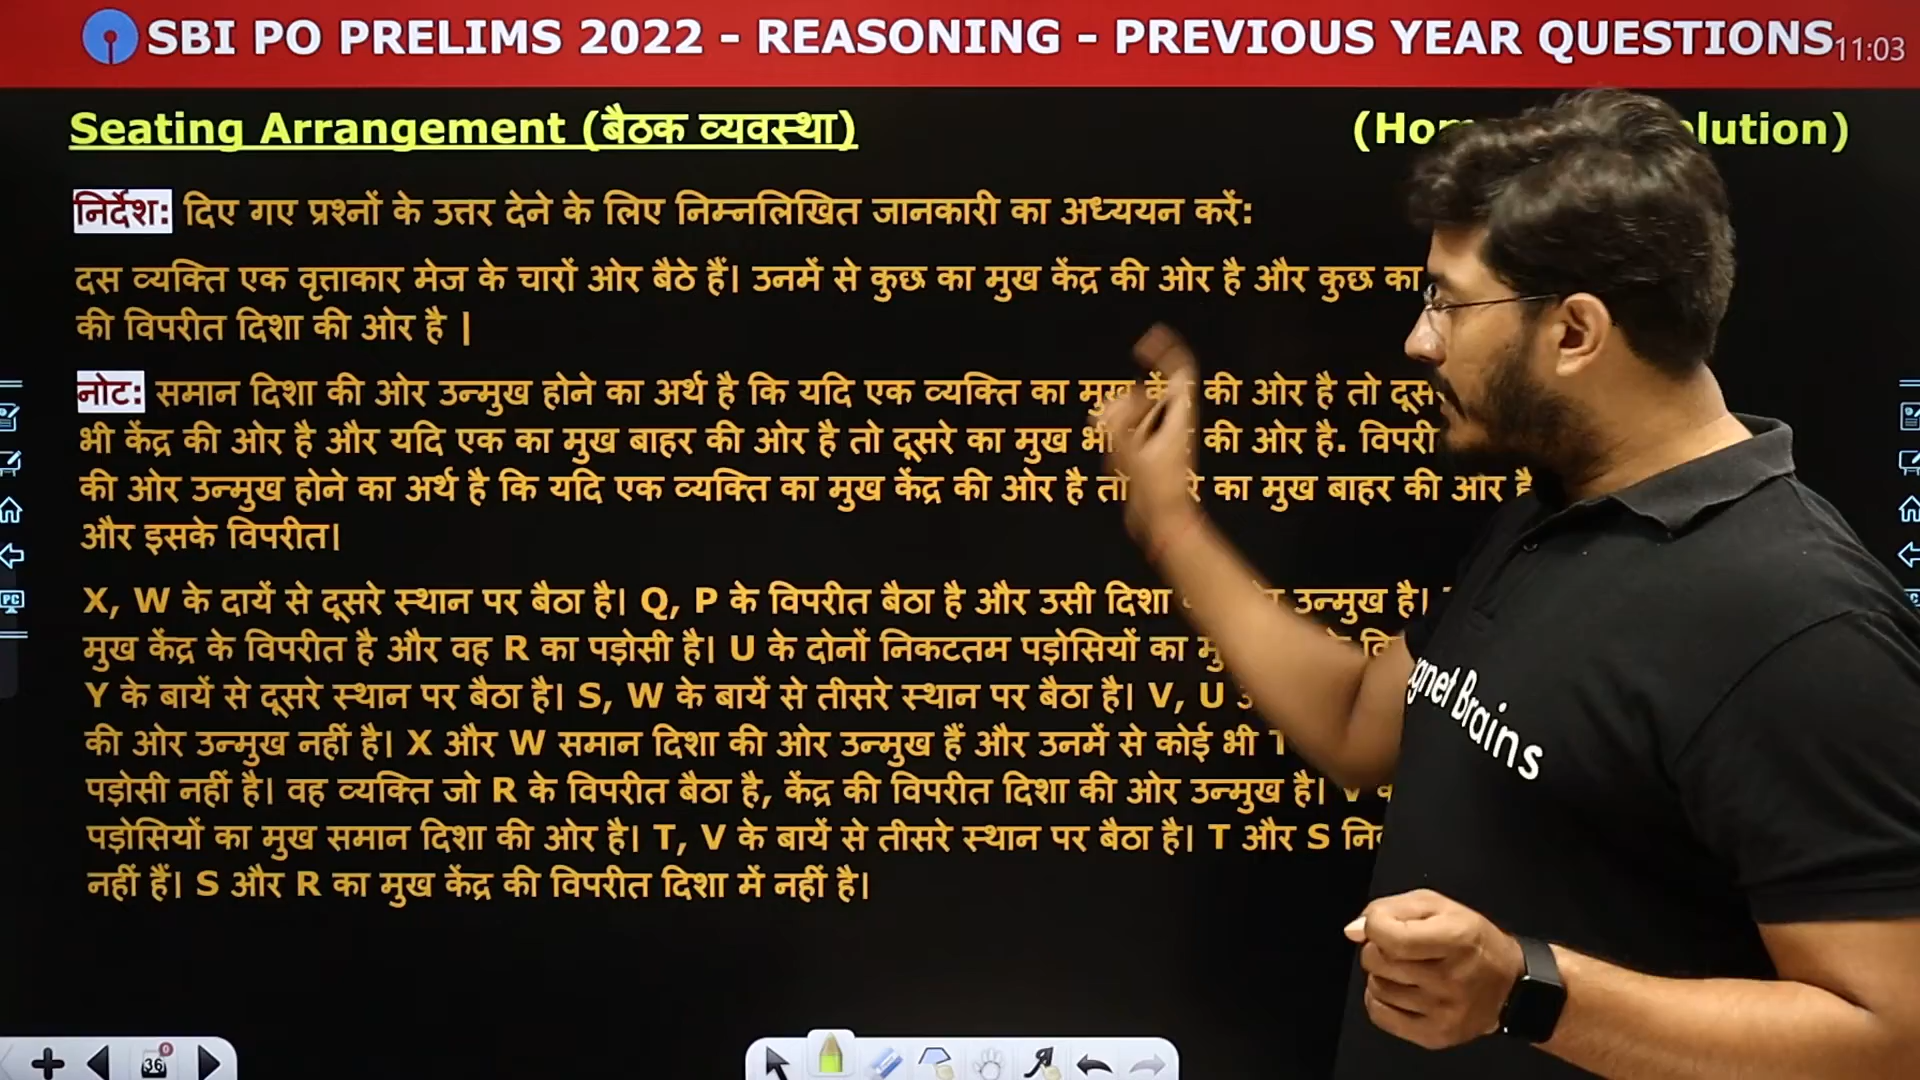 SBI PO PRELIMS 2022 - REASONING - PREVIOUS YEAR QUESTIONS
11:03
Seating Arrangement (बैठक व्यवस्था)
निर्देश: दिए गए प्रश्नों के उत्तर देने के लिए निम्नलिखित जानकारी का अध्ययन करें:
दस व्यक्ति एक वृत्ताकार मेज के चारों ओर बैठे हैं। उनमें से कुछ का मुख केंद्र की ओर है और कुछ का
की विपरीत दिशा की ओर है |
नोट: समान दिशा की ओर उन्मुख होने का अर्थ है कि यदि एक व्यक्ति का मुख की ओर है तो
भी केंद्र की ओर है और यदि एक का मुख बाहर की ओर है तो दूसरे का मुख की ओर है.
की ओर उन्मुख होने का अर्थ है कि यदि एक व्यक्ति का मुख केंद्र की ओर है का मुख बाहर की ओर
और इसके विपरीत।
X, W के दायें से दूसरे स्थान पर बैठा है। Q, P के विपरीत बैठा है और उसी दिशा उन्मुख है।
मुख केंद्र के विपरीत है और वह R का पड़ोसी है। U के दोनों निकटतम पड़ोसियों का
Y के बायें से दूसरे स्थान पर बैठा है। S, W के बायें से तीसरे स्थान पर बैठा है। V, U
की ओर उन्मुख नहीं है। X और W समान दिशा की ओर उन्मुख हैं और उनमें से कोई भी T
पड़ोसी नहीं है। वह व्यक्ति जो R के विपरीत बैठा है, केंद्र की विपरीत दिशा की ओर उन्मुख है। V
पड़ोसियों का मुख समान दिशा की ओर है। T, V के बायें से तीसरे स्थान पर बैठा है। T और S
नहीं हैं। S और R का मुख केंद्र की विपरीत दिशा में नहीं है।
Brains
PC
36
0